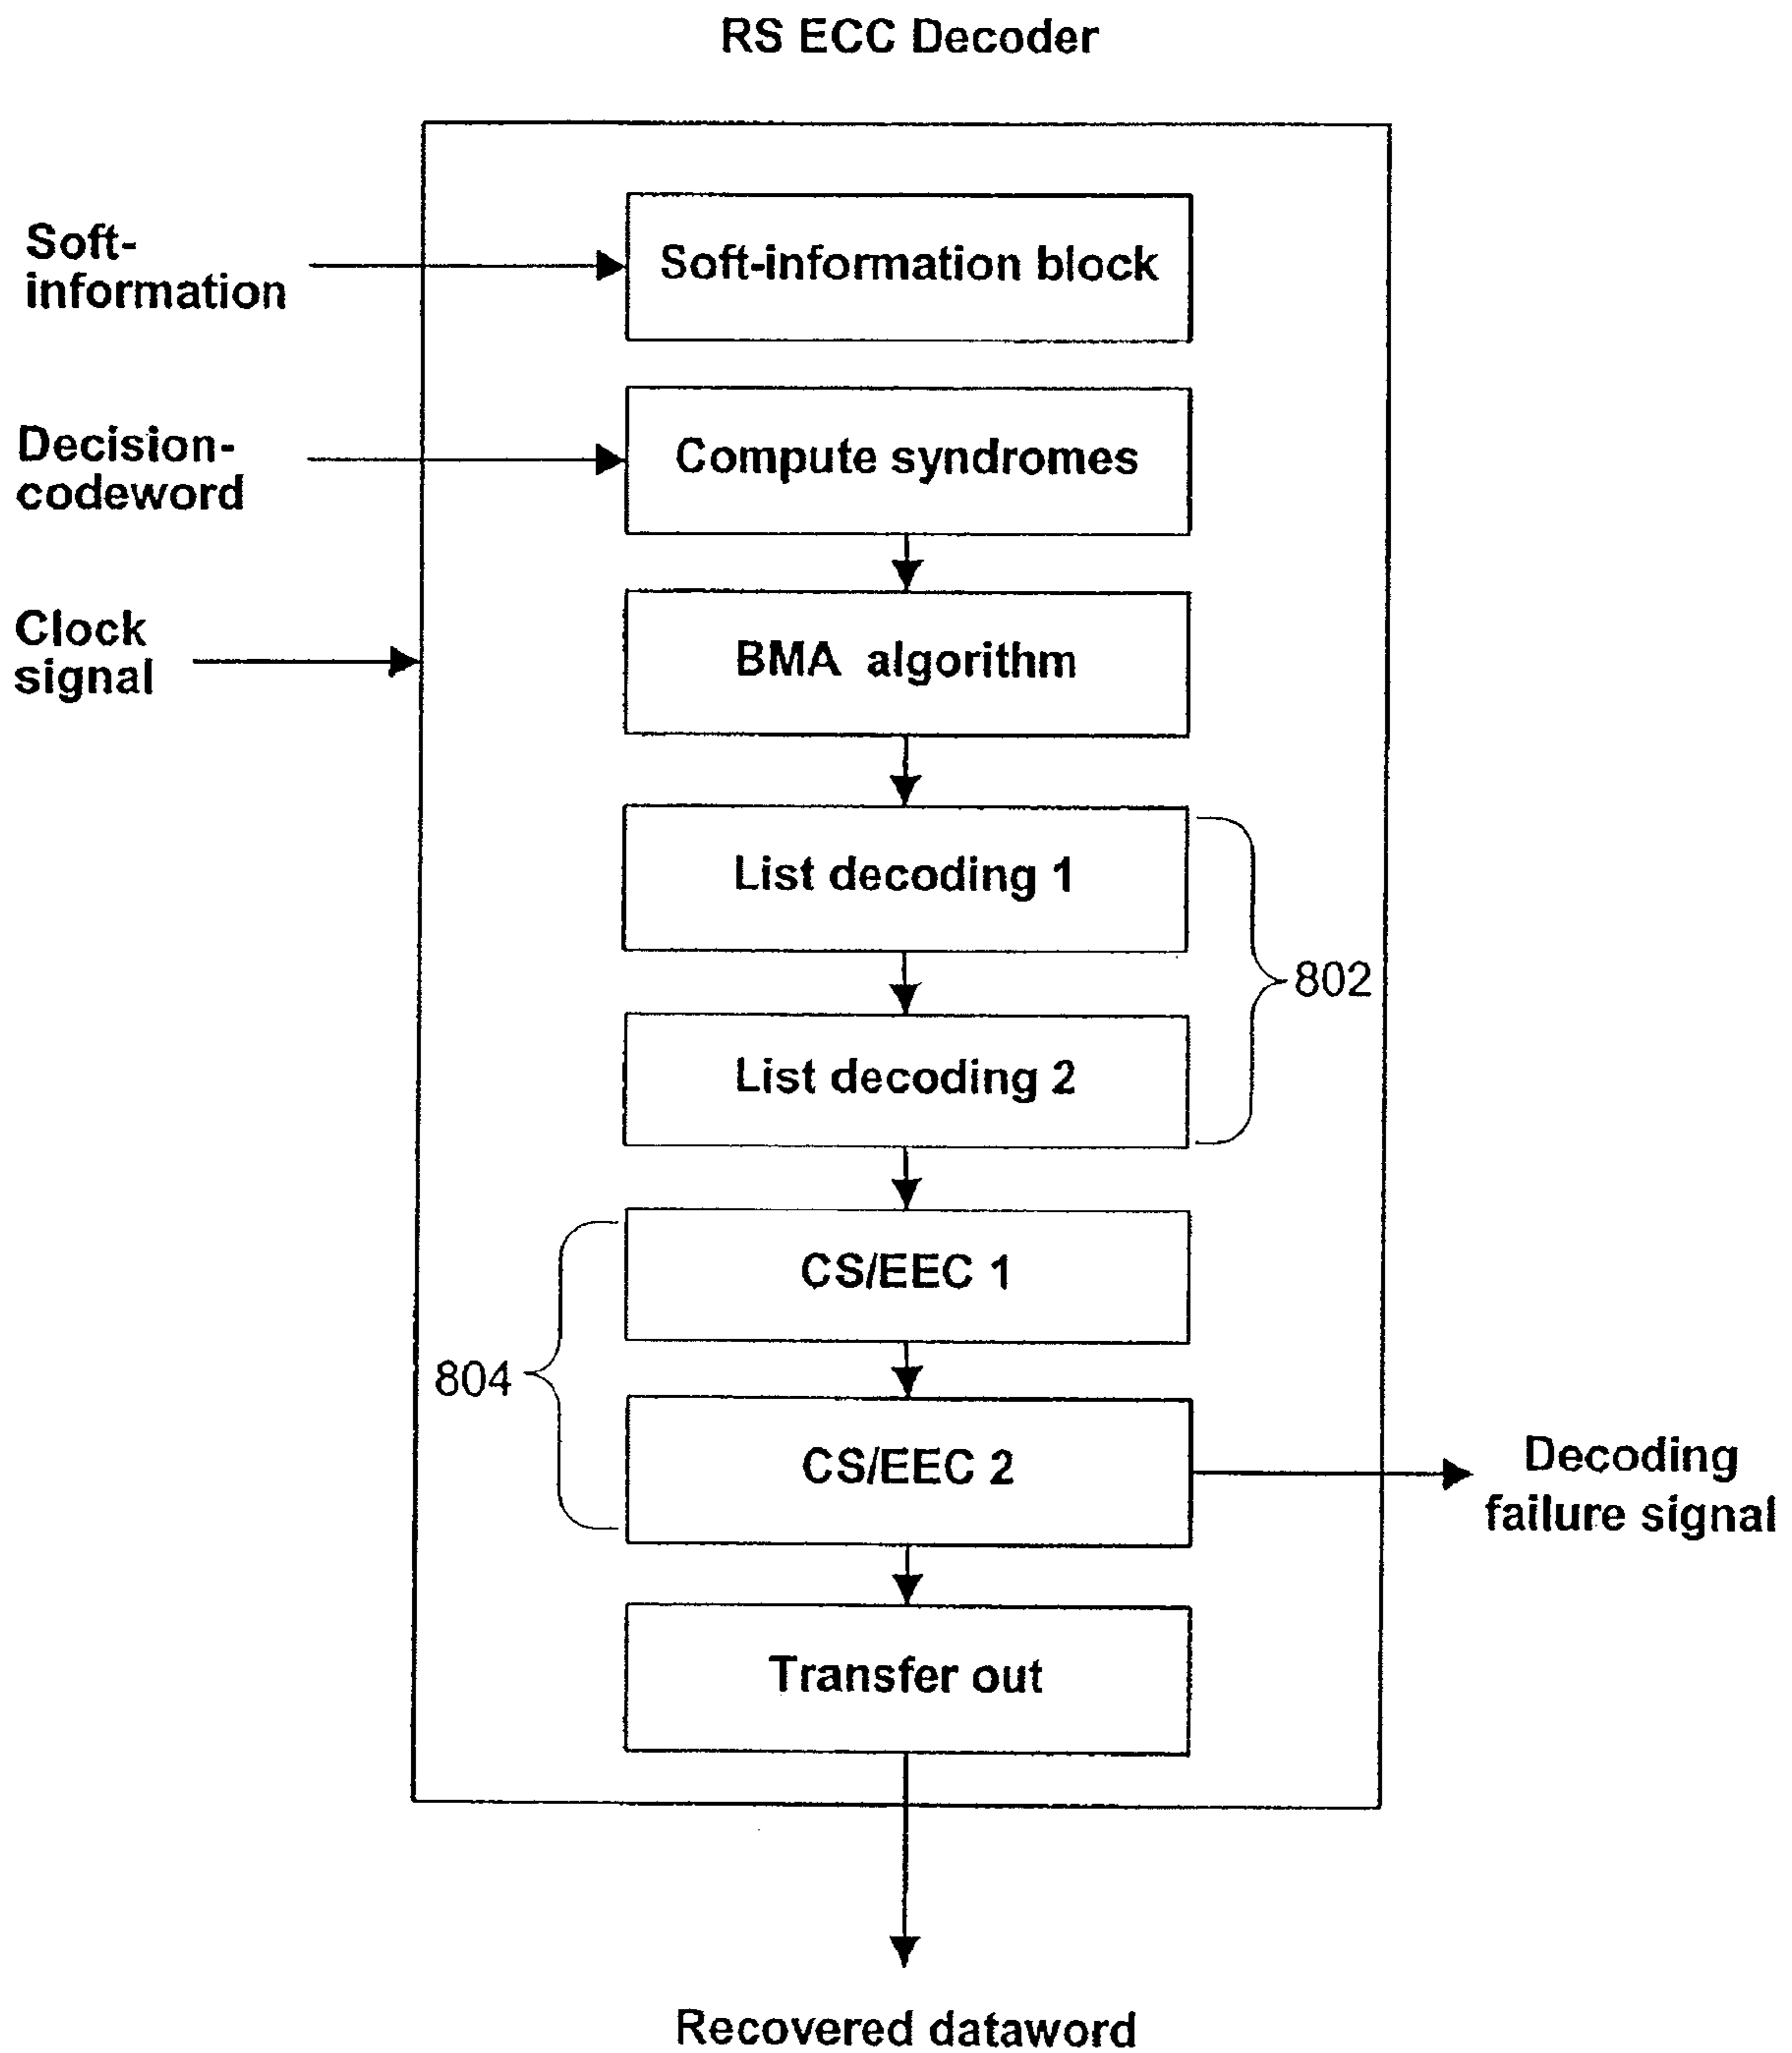 RS ECC Decoder
Soft-
information
Soft-information block
Decision-
codeword
Compute syndromes
Clock
signal
BMA algorithm
List decoding 1
802
List decoding 2
CS/EEC 1
804
CS/EEC 2
Decoding
failure signal
Transfer out
Recovered dataword